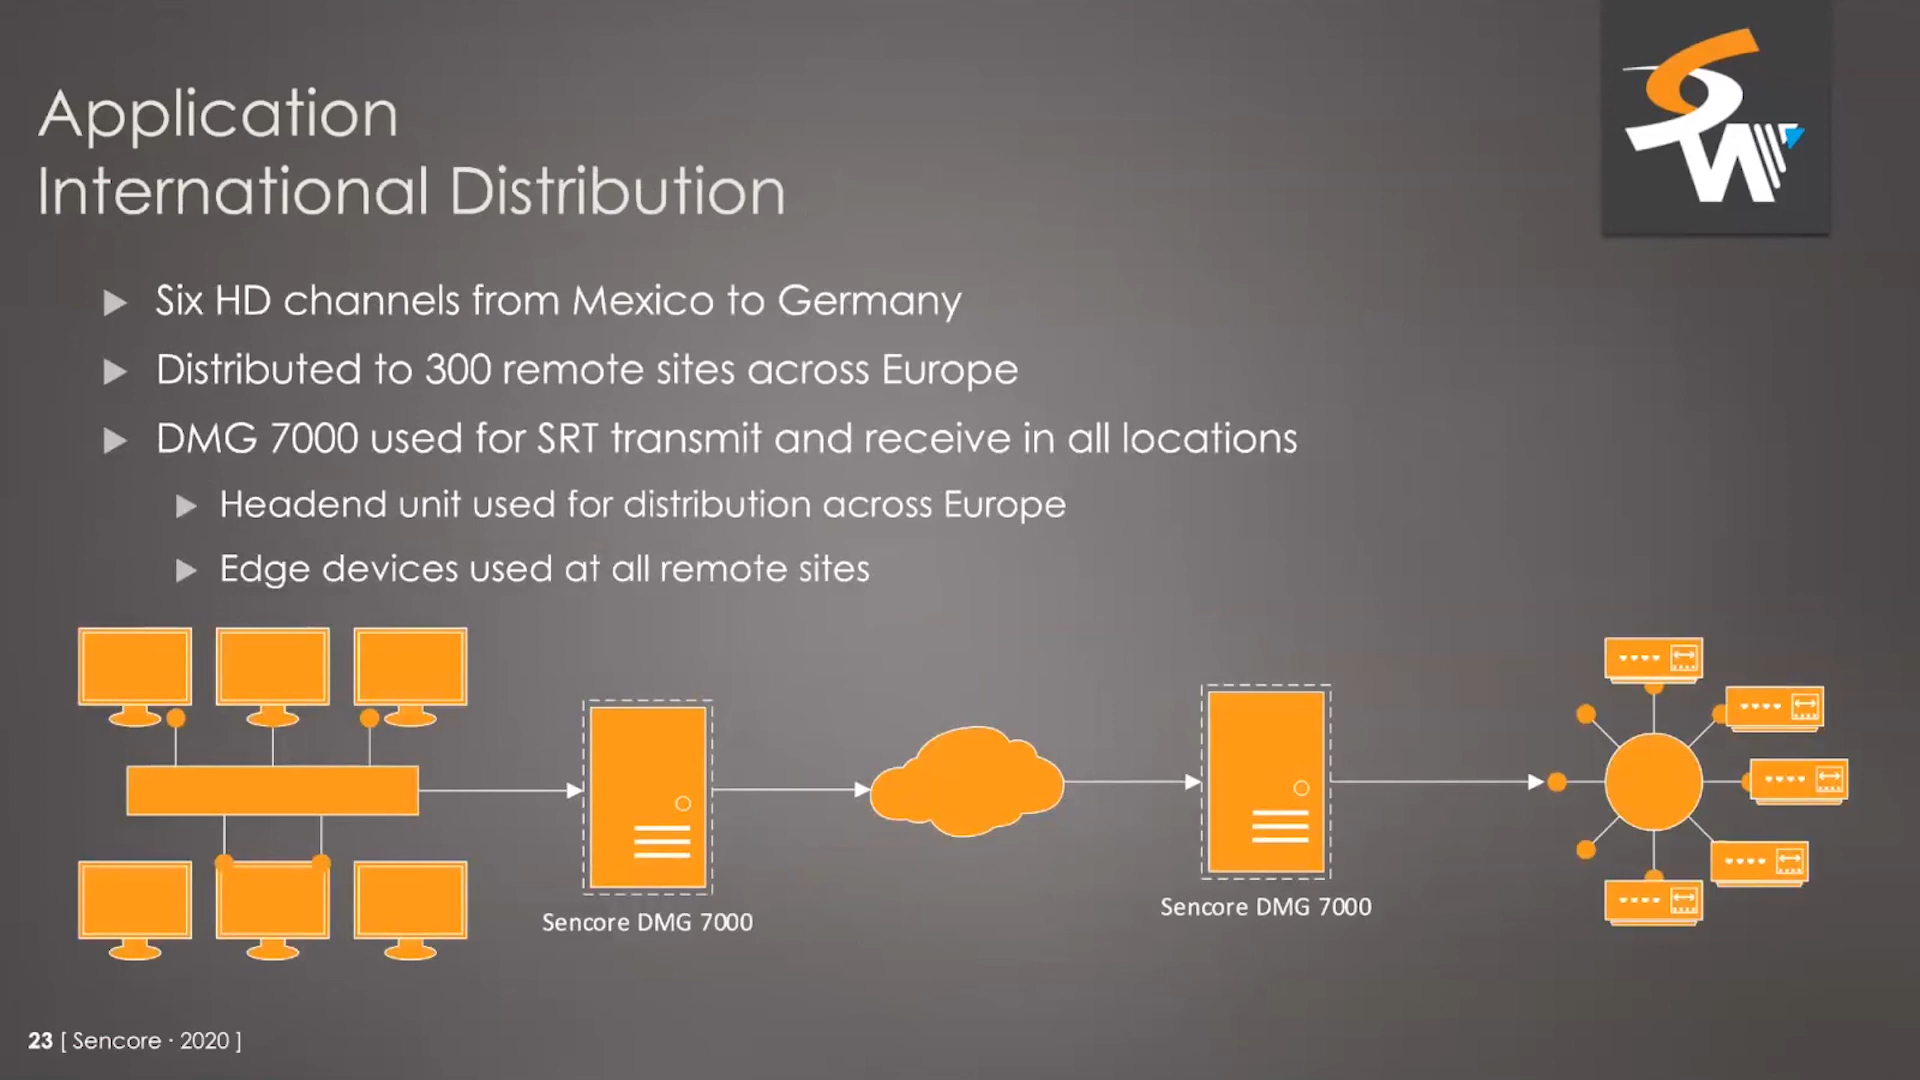 Application
International Distribution
Six HD channels from Mexico to Germany
Distributed to 300 remote sites across Europe
DMG 7000 used for SRT transmit and receive in all locations
Headend unit used for distribution across Europe
Edge devices used at all remote sites
Sencore DMG 7000
Sencore DMG 7000
23 [ Sencore · 2020 ]